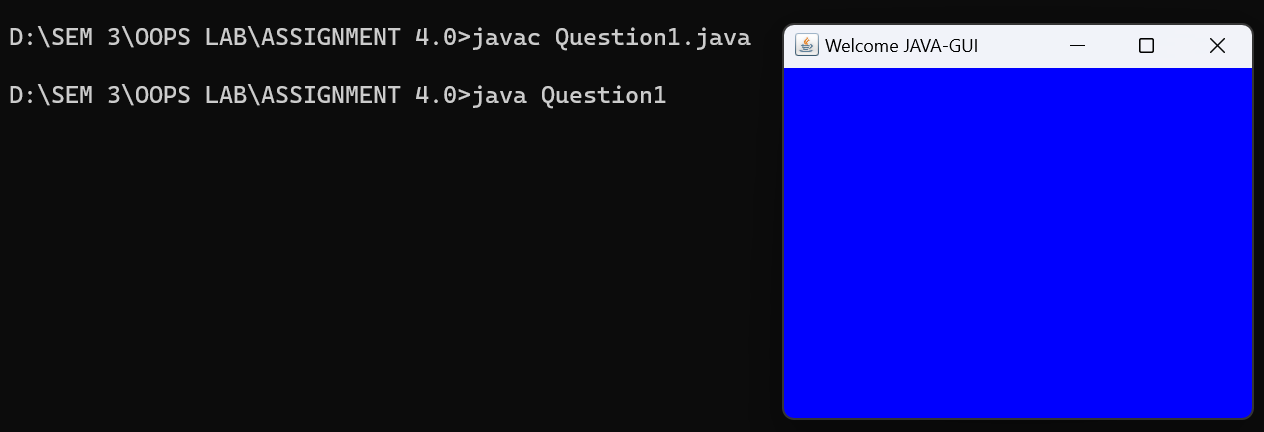 D:\SEM 3\OOPS LAB\ASSIGNMENT 4.0>javac Question1.java
D:\SEM 3\OOPS LAB\ASSIGNMENT 4.0>java Question1
Welcome JAVA-GUI